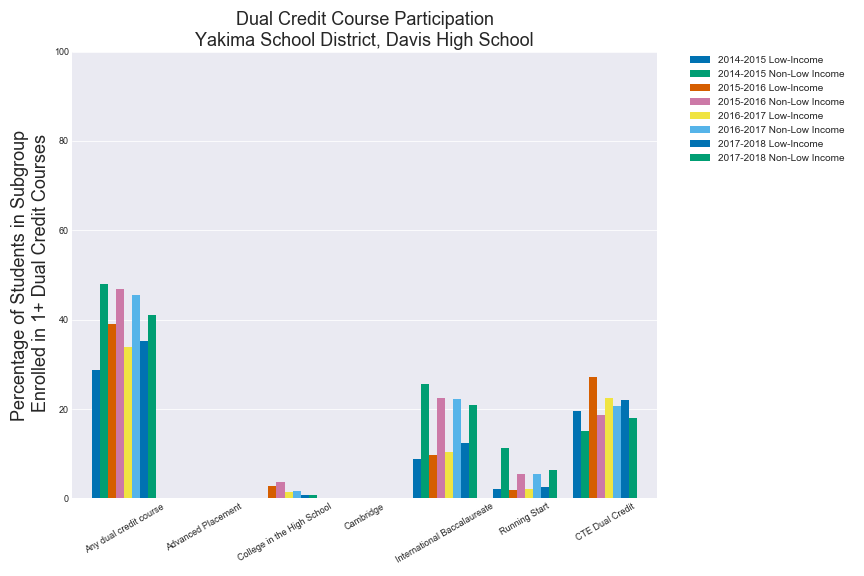 Dual Credit Course Participation
Yakima School District, Davis High School
Percentage of Students in Subgroup
Enrolled in 1+ Dual Credit Courses
100
80
60
40
20
0
Any dual credit course
Advanced Placement
College in the High School
Cambridge
International Baccalaureate
Running Start
CTE Dual Credit
2014-2015 Low-Income
2014-2015 Non-Low Income
2015-2016 Low-Income
2015-2016 Non-Low Income
2016-2017 Low-Income
2016-2017 Non-Low Income
2017-2018 Low-Income
2017-2018 Non-Low Income